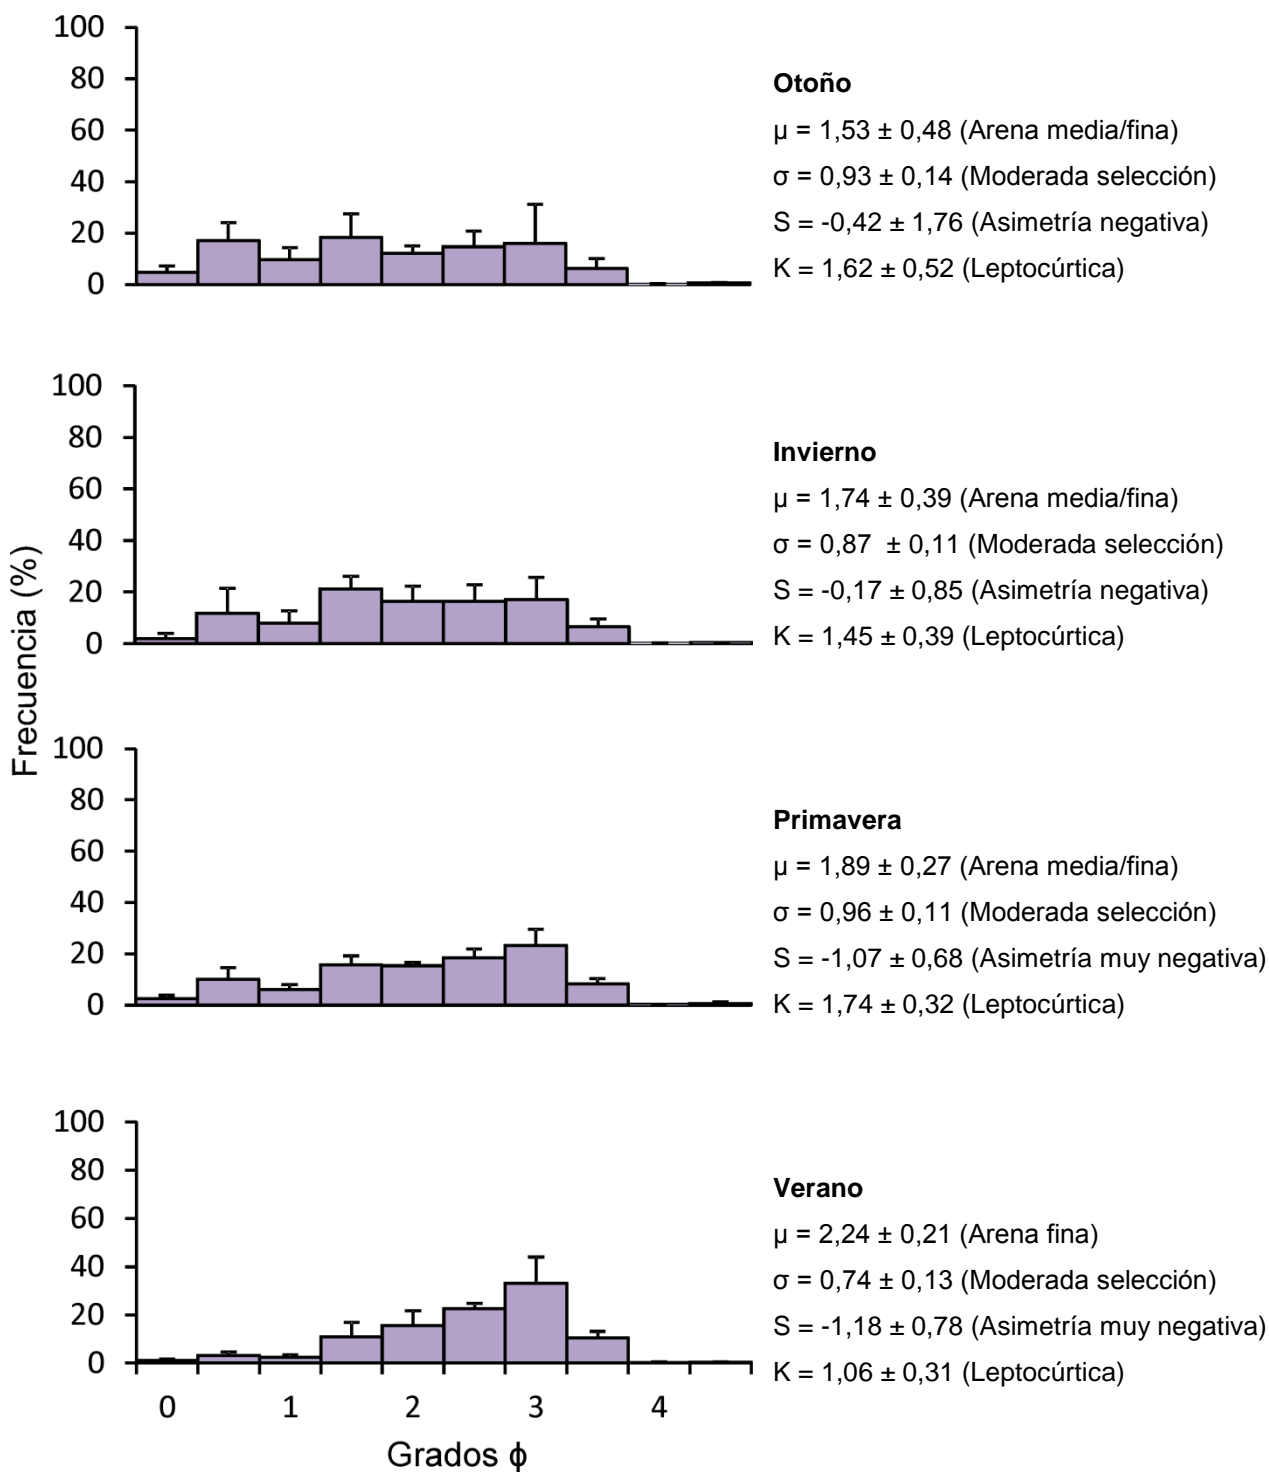 100
80
60
40
20
0
Otoño
μ = 1,53 ± 0,48 (Arena media/fina)
σ = 0,93 ± 0,14 (Moderada selección)
S = -0,42 ± 1,76 (Asimetría negativa)
K = 1,62 ± 0,52 (Leptocúrtica)
100
80
60
40
20
0
Invierno
μ = 1,74 ± 0,39 (Arena media/fina)
σ = 0,87 ± 0,11 (Moderada selección)
S = -0,17 ± 0,85 (Asimetría negativa)
K = 1,45 ± 0,39 (Leptocúrtica)
Frecuencia (%)
100
80
60
40
20
0
Primavera
μ = 1,89 ± 0,27 (Arena media/fina)
σ = 0,96 ± 0,11 (Moderada selección)
S = -1,07 ± 0,68 (Asimetría muy negativa)
K = 1,74 ± 0,32 (Leptocúrtica)
100
80
60
40
20
0
Verano
μ = 2,24 ± 0,21 (Arena fina)
σ = 0,74 ± 0,13 (Moderada selección)
S = -1,18 ± 0,78 (Asimetría muy negativa)
K = 1,06 ± 0,31 (Leptocúrtica)
0 1 2 3 4
Grados ϕ